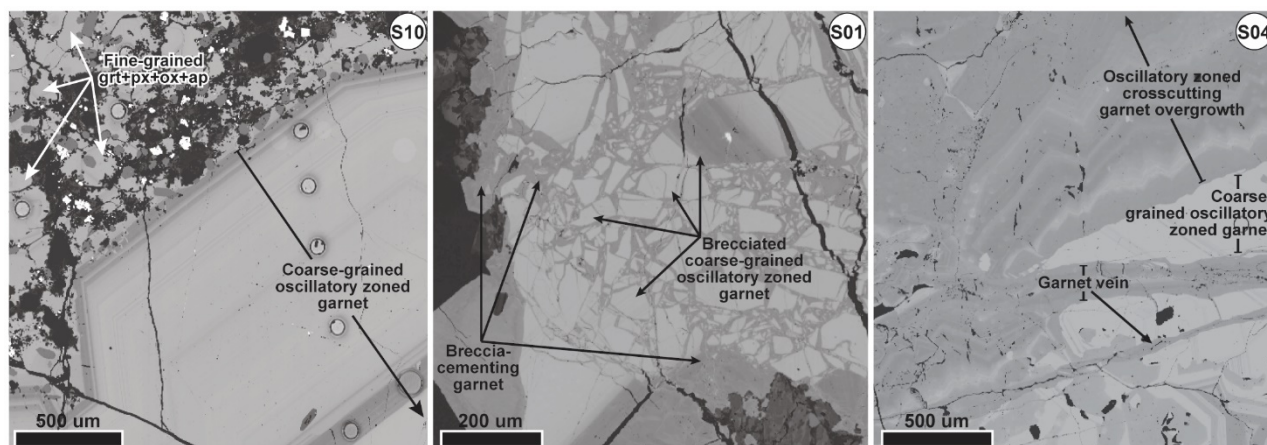 S10
Fine-grained
grt+px+ox+ap
Coarse-grained
oscillatory zoned
garnet
500 um
S01
Brecciated
coarse-grained
oscillatory zoned
garnet
Breccia-
cementing
garnet
200 um
S04
Oscillatory zoned
crosscutting
garnet overgrowth
Coarse
grained oscillatory
zoned garne
Garnet vein
500 um